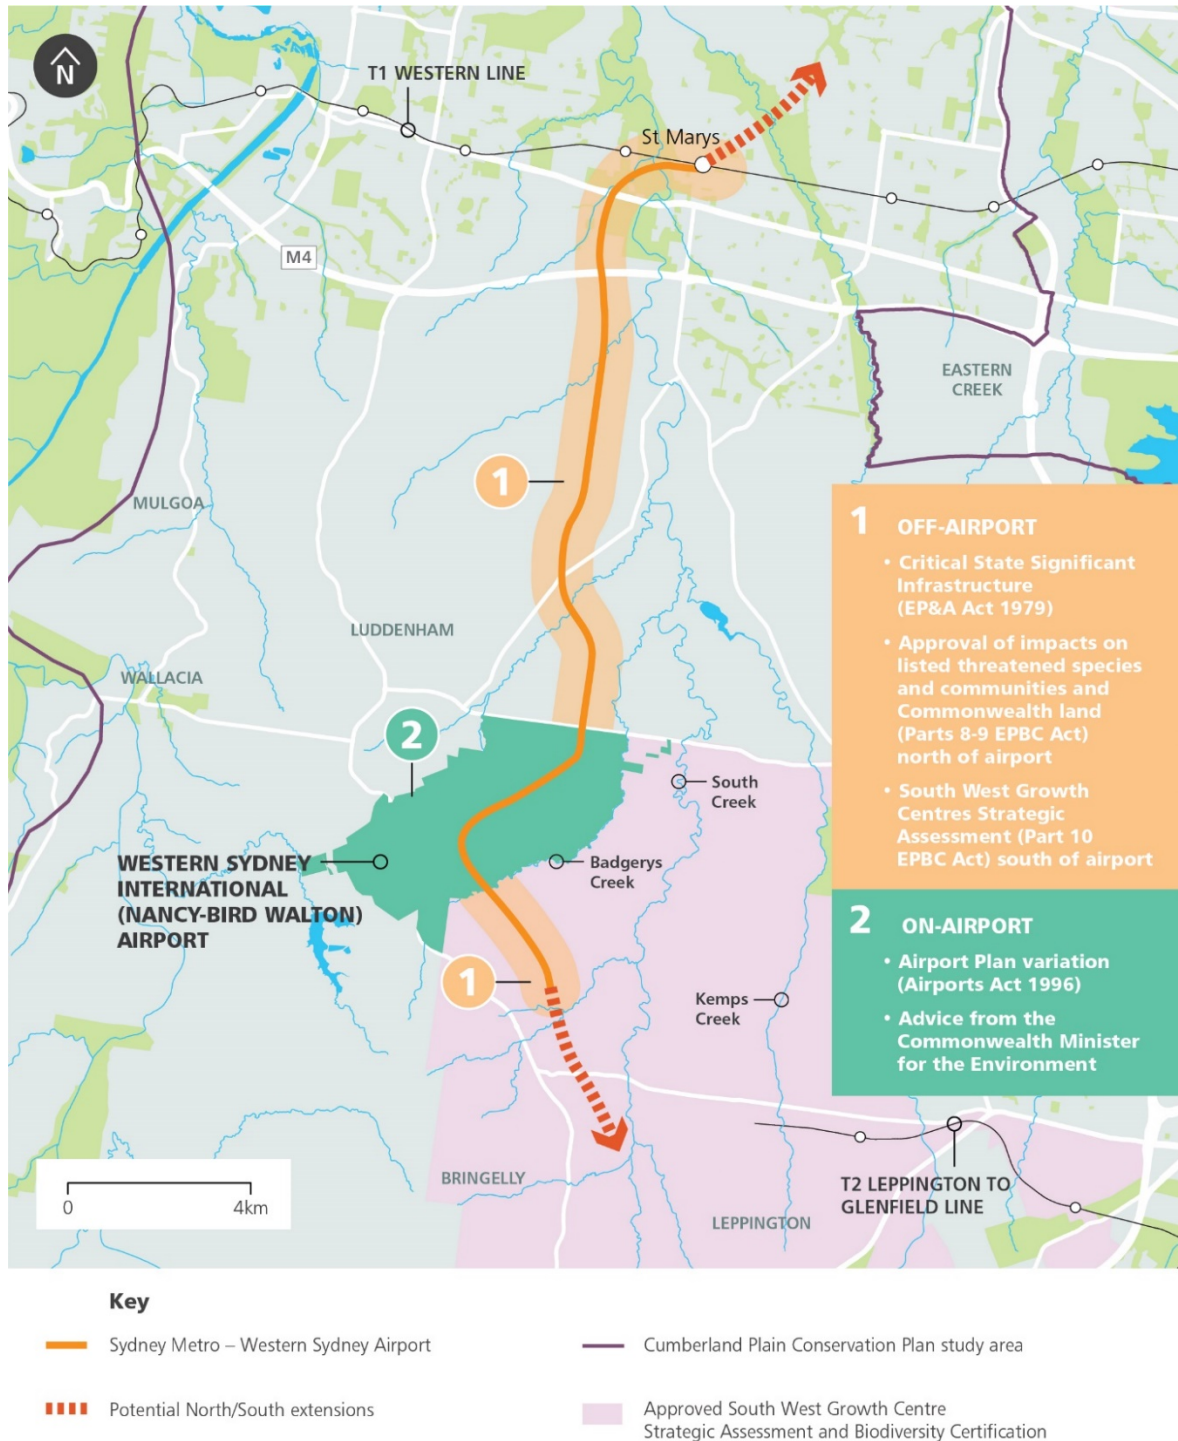 N
T1 WESTERN LINE
St Marys
M4
EASTERN
CREEK
1
MULGOA
LUDDENHAM
WALLACIA
2
South
Creek
WESTERN SYDNEY
INTERNATIONAL
(NANCY-BIRD WALTON)
AIRPORT
Badgerys
Creek
1
Kemps
Creek
BRINGELLY
LEPPINGTON
T2 LEPPINGTON TO
GLENFIELD LINE
0 4km
1 OFF-AIRPORT
• Critical State Significant
Infrastructure
(EP&A Act 1979)
• Approval of impacts on
listed threatened species
and communities and
Commonwealth land
(Parts 8-9 EPBC Act)
north of airport
• South West Growth
Centres Strategic
Assessment (Part 10
EPBC Act) south of airport
2 ON-AIRPORT
• Airport Plan variation
(Airports Act 1996)
• Advice from the
Commonwealth Minister
for the Environment
Key
Sydney Metro – Western Sydney Airport
Potential North/South extensions
Cumberland Plain Conservation Plan study area
Approved South West Growth Centre
Strategic Assessment and Biodiversity Certification